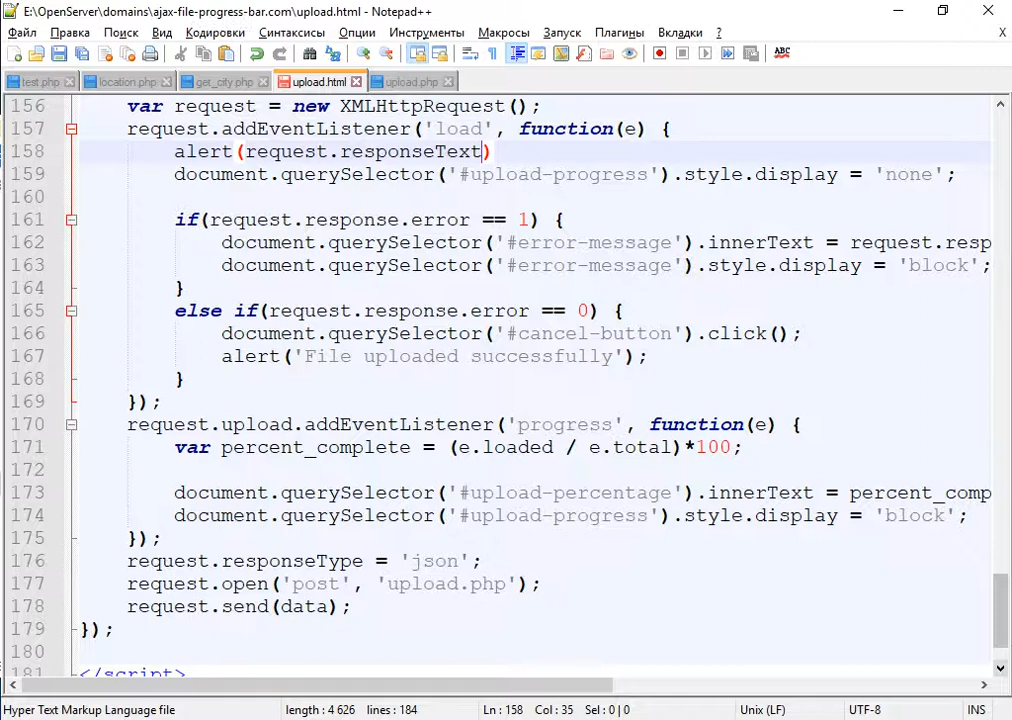 E:\OpenServer\domains\ajax-file-progress-bar.com\upload.html - Notepad++
Файл Правка Поиск Вид Кодировки Синтаксисы Опции Инструменты Макросы Запуск Плагины Вкладки ? X
ABC
test.php location.php get_city.php upload.html upload.php
156 var request = new XMLHttpRequest();
157 request.addEventListener('load', function(e) {
158 alert(request.responseText)
159 document.querySelector('#upload-progress').style.display = 'none';
160
161 if(request.response.error == 1) {
162 document.querySelector('#error-message').innerText = request.resp
163 document.querySelector('#error-message').style.display = 'block';
164 }
165 else if(request.response.error == 0) {
166 document.querySelector('#cancel-button').click();
167 alert('File uploaded successfully');
168 }
169 });
170 request.upload.addEventListener('progress', function(e) {
171 var percent_complete = (e.loaded / e.total)*100;
172
173 document.querySelector('#upload-percentage').innerText = percent_comp
174 document.querySelector('#upload-progress').style.display = 'block';
175 });
176 request.responseType = 'json';
177 request.open('post', 'upload.php');
178 request.send(data);
179 });
180
181 </script>
Hyper Text Markup Language file length : 4 626 lines : 184 Ln : 158 Col : 35 Sel : 0 | 0 Unix (LF) UTF-8 INS